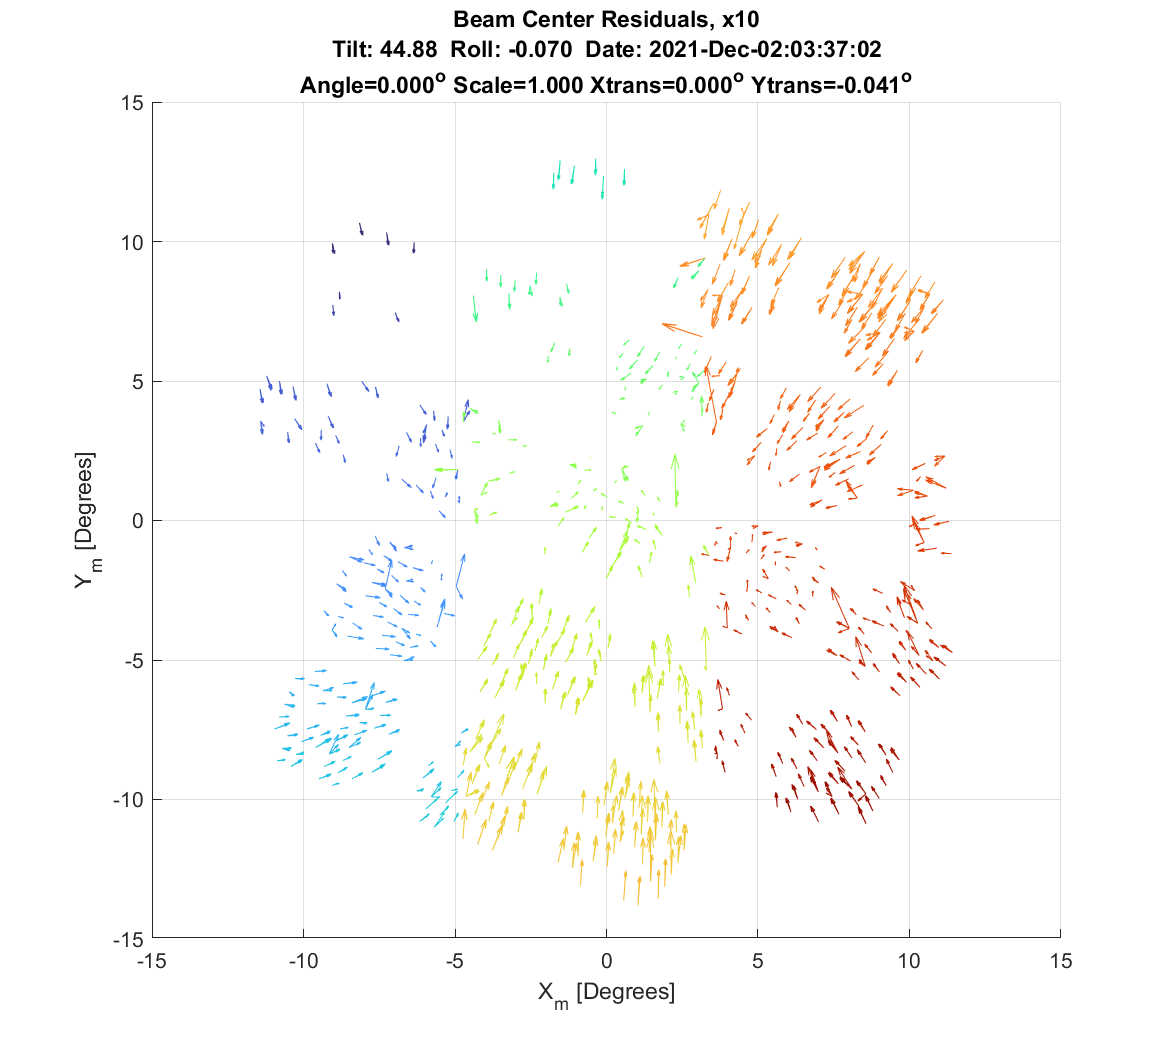 Beam Center Residuals, x10
Tilt: 44.88 Roll: -0.070 Date: 2021-Dec-02:03:37:02
Angle=0.000° Scale=1.000 Xtrans=0.000° Ytrans=-0.041°
15
10
5
0
-5
-10
-15
Y_m [Degrees]
-15
-10
-5
0
5
10
15
X_m [Degrees]